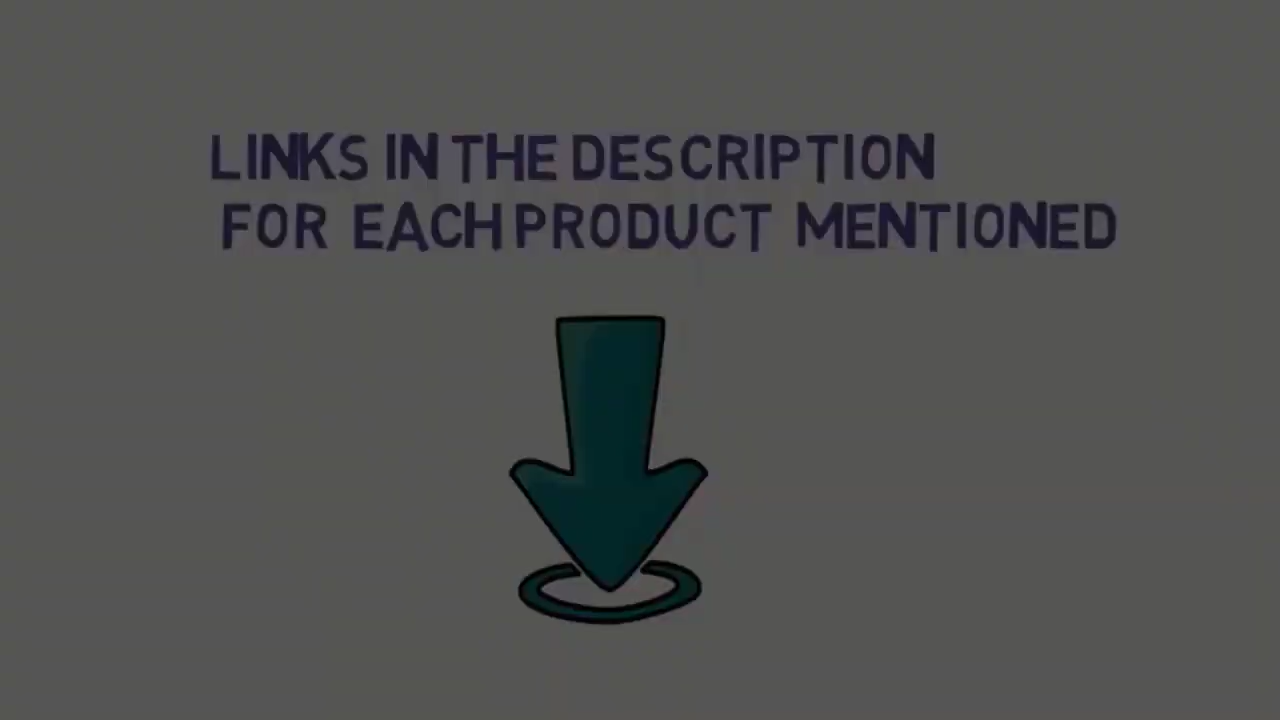 LINKS IN THE DESCRIPTION
FOR EACH PRODUCT MENTIONED